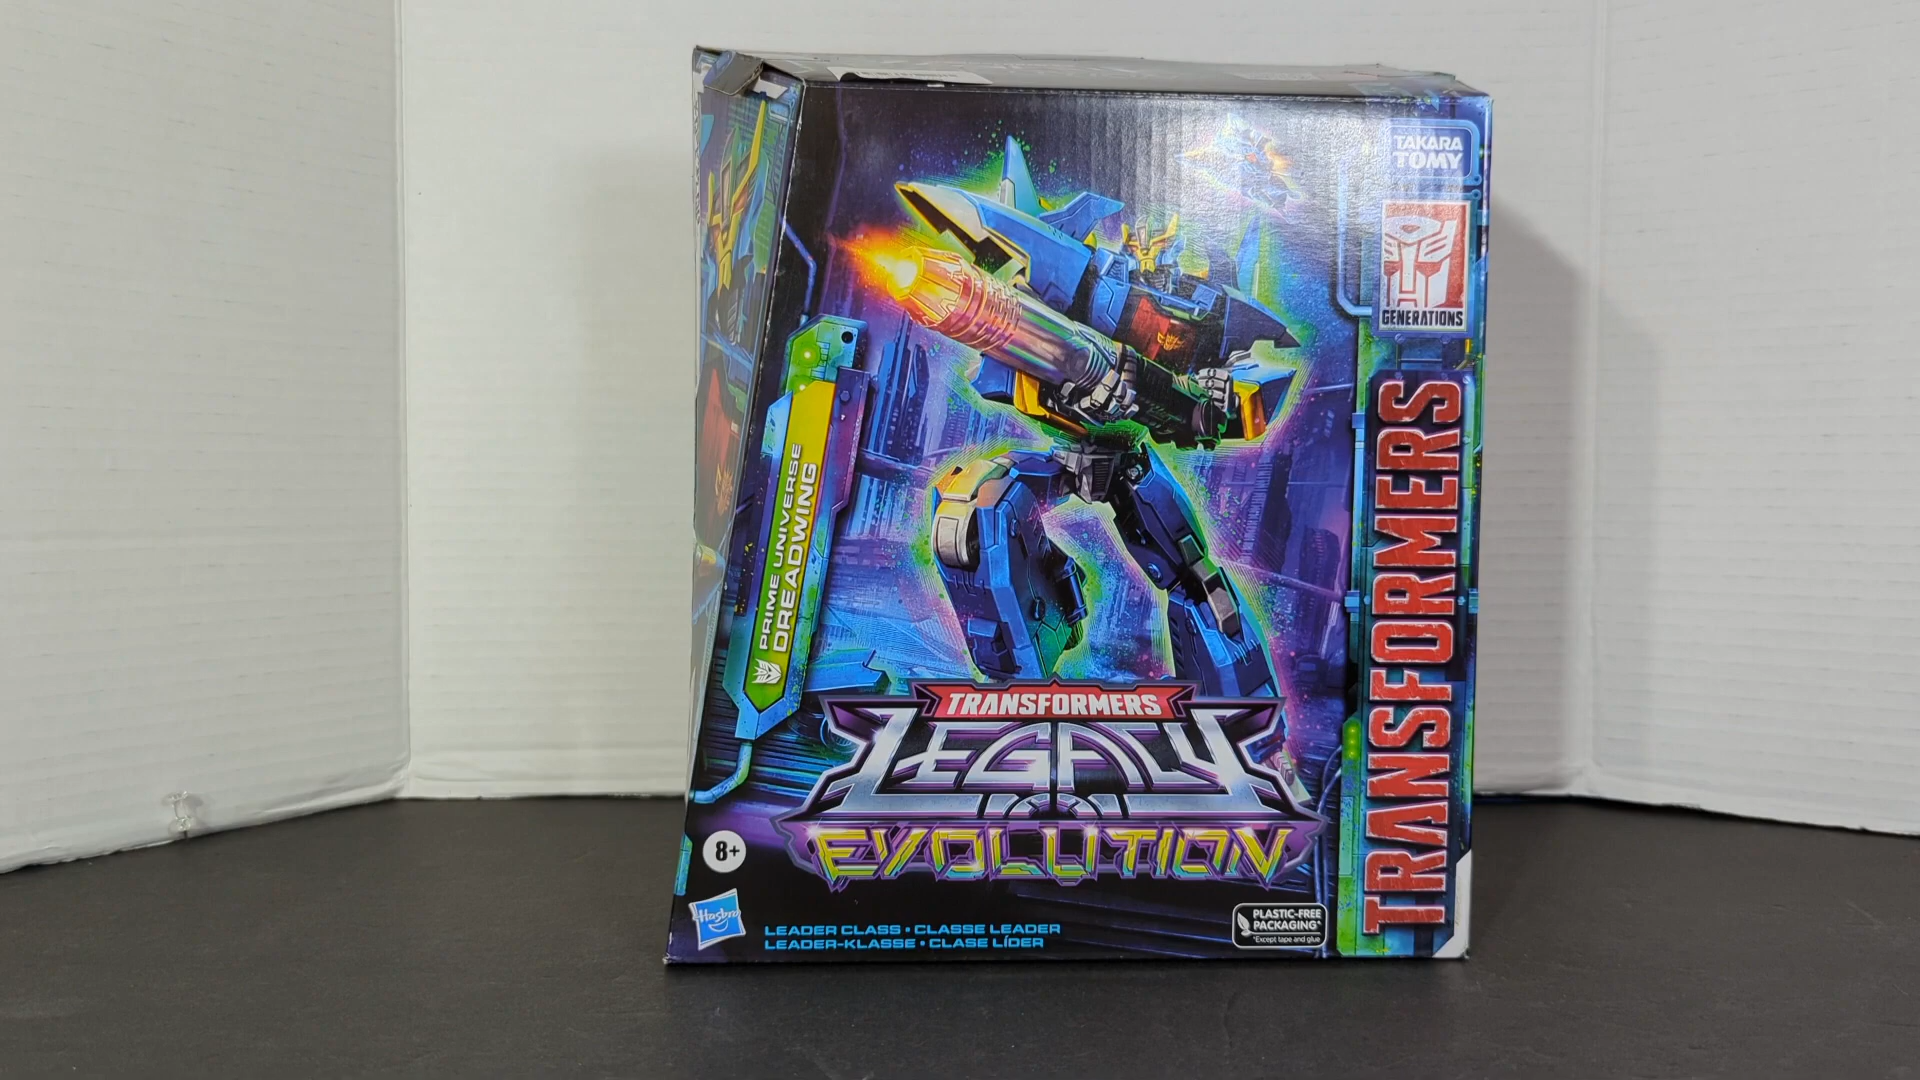 TAKARA
TOMY
GENERATIONS
TRANSFORMERS
PRIME UNIVERSE
DREADWING
TRANSFORMERS
LEGACY
EVOLUTION
8+
Hasbro
LEADER CLASS • CLASSE LEADER
LEADER-KLASSE • CLASE LÍDER
PLASTIC-FREE
PACKAGING*
*Except tape and glue